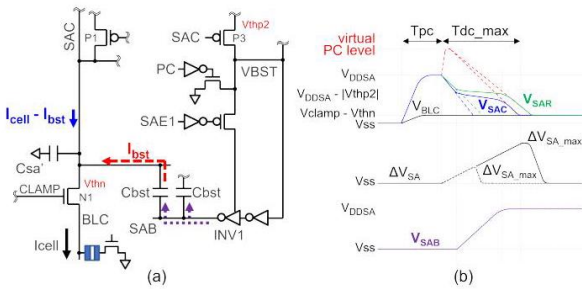 SAC
P1
SAC
Vthp2
P3
PC
VBST
SAE1
Icell - Ibst
Ibst
Csa'
Cbst
Cbst
CLAMP
Vthn
N1
BLC
SAB
INV1
Icell
(a)
Tpc
Tdc_max
virtual
PC level
VDDSA
VDDSA - |Vthp2|
Vclamp - Vthn
Vss
VBLC
VSAC
VSAR
ΔVSA
ΔVSA_max
ΔVSA_max
Vss
VDDSA
Vss
VSAB
(b)